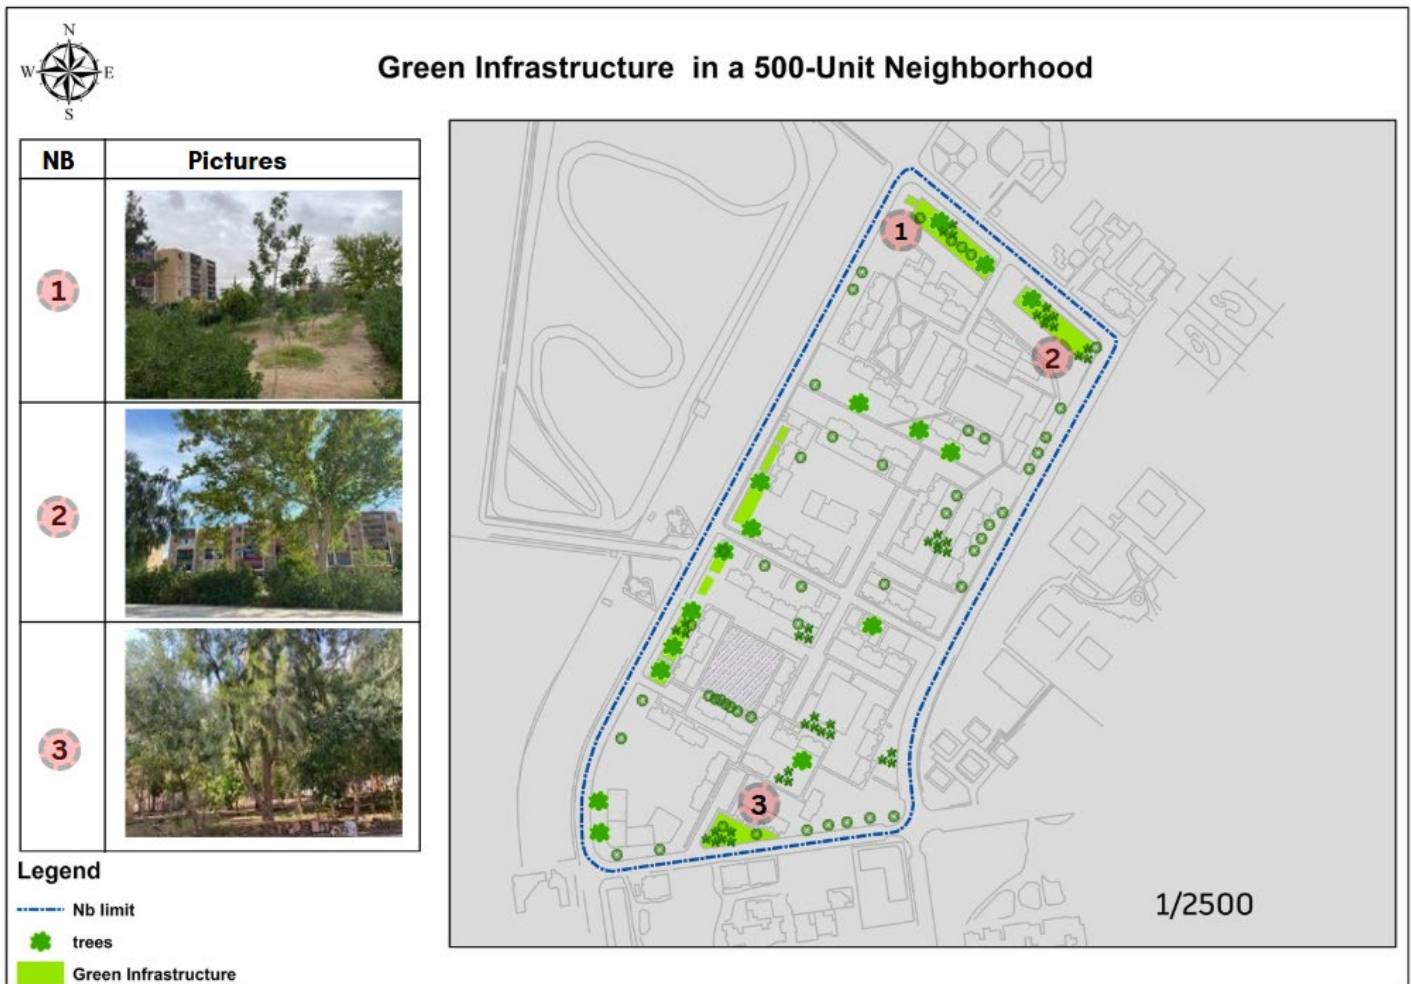 N
W E
S
Green Infrastructure in a 500-Unit Neighborhood
NB Pictures
1
2
3
1
2
3
1/2500
Legend
Nb limit
trees
Green Infrastructure